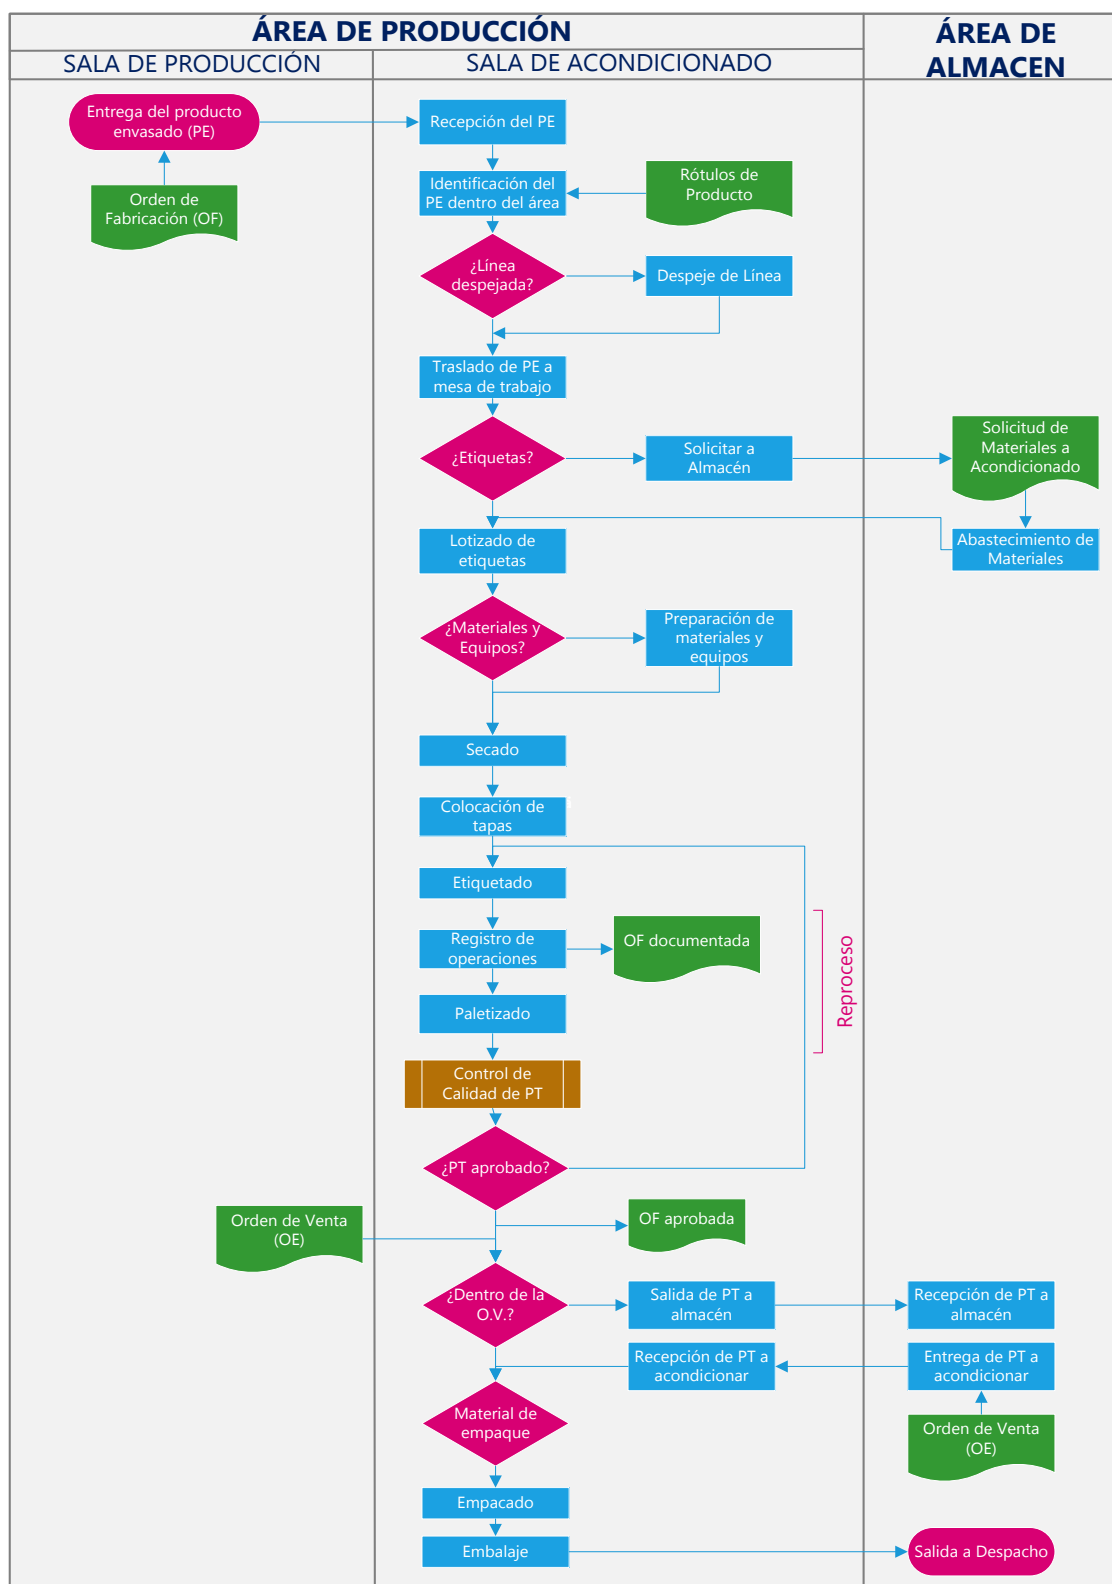 ÁREA DE PRODUCCIÓN
ÁREA DE
ALMACEN
SALA DE PRODUCCIÓN
SALA DE ACONDICIONADO
Entrega del producto
envasado (PE)
Recepción del PE
Orden de
Fabricación (OF)
Identificación del
PE dentro del área
Rótulos de
Producto
¿Línea
despejada?
Despeje de Línea
Traslado de PE a
mesa de trabajo
¿Etiquetas?
Solicitar a
Almacén
Solicitud de
Materiales a
Acondicionado
Lotizado de
etiquetas
Abastecimiento de
Materiales
¿Materiales y
Equipos?
Preparación de
materiales y
equipos
Secado
Colocación de
tapas
Etiquetado
Registro de
operaciones
OF documentada
Reproceso
Paletizado
Control de
Calidad de PT
¿PT aprobado?
Orden de Venta
(OE)
OF aprobada
¿Dentro de la
O.V.?
Salida de PT a
almacén
Recepción de PT a
almacén
Recepción de PT a
acondicionar
Entrega de PT a
acondicionar
Material de
empaque
Orden de Venta
(OE)
Empacado
Embalaje
Salida a Despacho